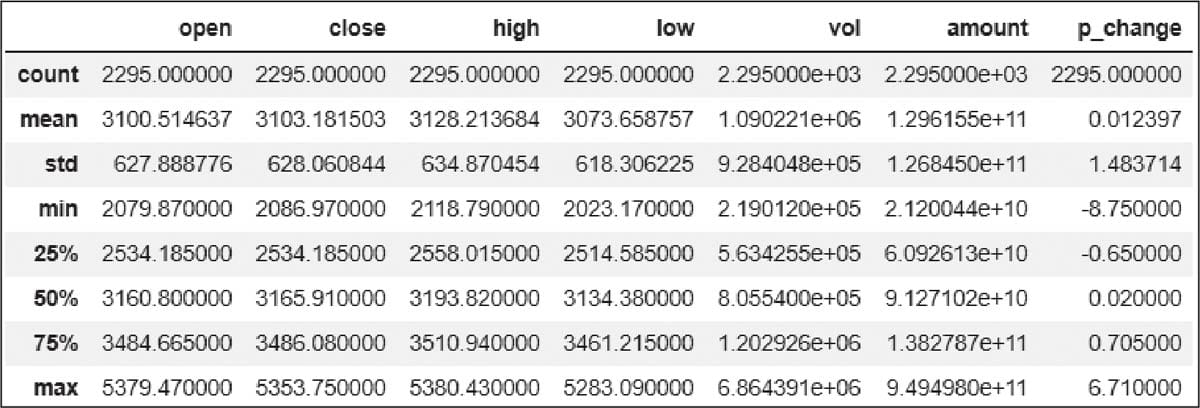 open close high low vol amount p_change
count 2295.000000 2295.000000 2295.000000 2295.000000 2.295000e+03 2.295000e+03 2295.000000
mean 3100.514637 3103.181503 3128.213684 3073.658757 1.090221e+06 1.296155e+11 0.012397
std 627.888776 628.060844 634.870454 618.306225 9.284048e+05 1.268450e+11 1.483714
min 2079.870000 2086.970000 2118.790000 2023.170000 2.190120e+05 2.120044e+10 -8.750000
25% 2534.185000 2534.185000 2558.015000 2514.585000 5.634255e+05 6.092613e+10 -0.650000
50% 3160.800000 3165.910000 3193.820000 3134.380000 8.055400e+05 9.127102e+10 0.020000
75% 3484.665000 3486.080000 3510.940000 3461.215000 1.202926e+06 1.382787e+11 0.705000
max 5379.470000 5353.750000 5380.430000 5283.090000 6.864391e+06 9.494980e+11 6.710000